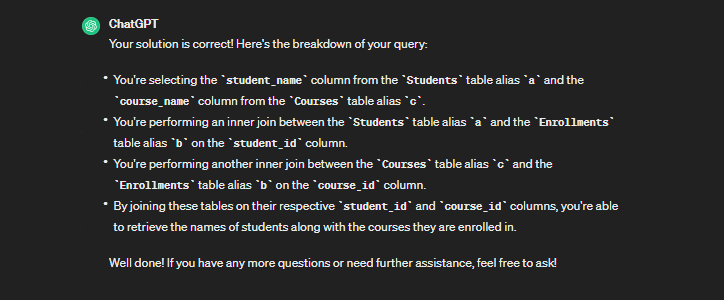 ChatGPT
Your solution is correct! Here's the breakdown of your query:
• You're selecting the `student_name` column from the `Students` table alias `a` and the
`course_name` column from the `Courses` table alias `c`.
• You're performing an inner join between the `Students` table alias `a` and the `Enrollments`
table alias `b` on the `student_id` column.
• You're performing another inner join between the `Courses` table alias `c` and the
`Enrollments` table alias `b` on the `course_id` column.
• By joining these tables on their respective `student_id` and `course_id` columns, you're able
to retrieve the names of students along with the courses they are enrolled in.
Well done! If you have any more questions or need further assistance, feel free to ask!